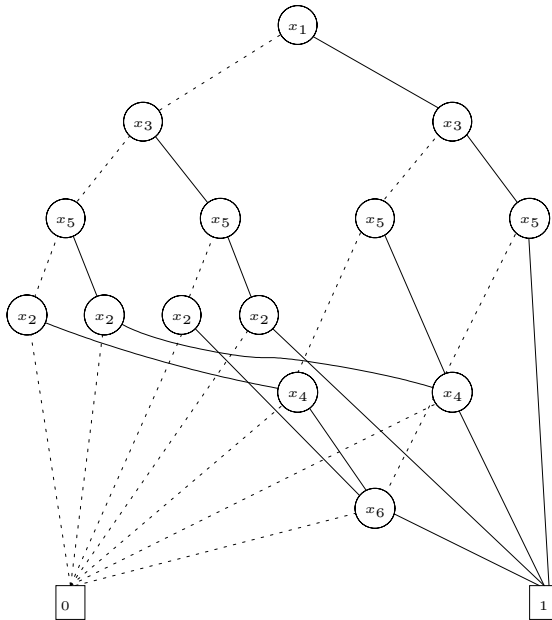 x₁
x₃ x₃
x₅ x₅ x₅ x₅
x₂ x₂ x₂ x₂
x₄ x₄
x₆
0 1